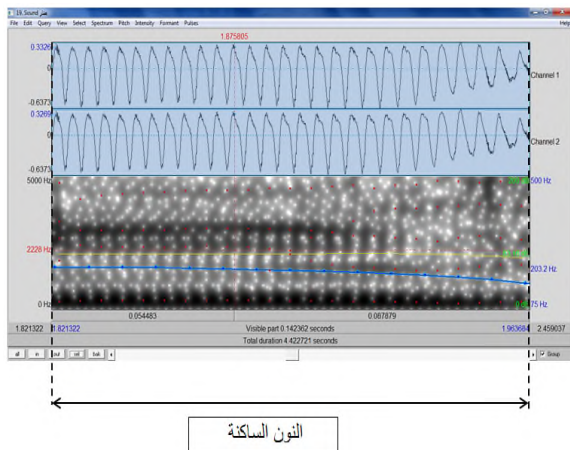 19. Sound عنتر
File Edit Query View Select Spectrum Pitch Intensity Formant Pulses Help
1.875805
0.3326
0
-0.6373
Channel 1
0.3269
0
-0.6373
Channel 2
5000 Hz
500 Hz
2228 Hz
203.2 Hz
0 Hz
75 Hz
0.054483 0.087879
1.821322 1.821322 Visible part 0.142362 seconds 1.963684 2.459037
Total duration 4.422721 seconds
all in out sel bak Group
النون الساكنة